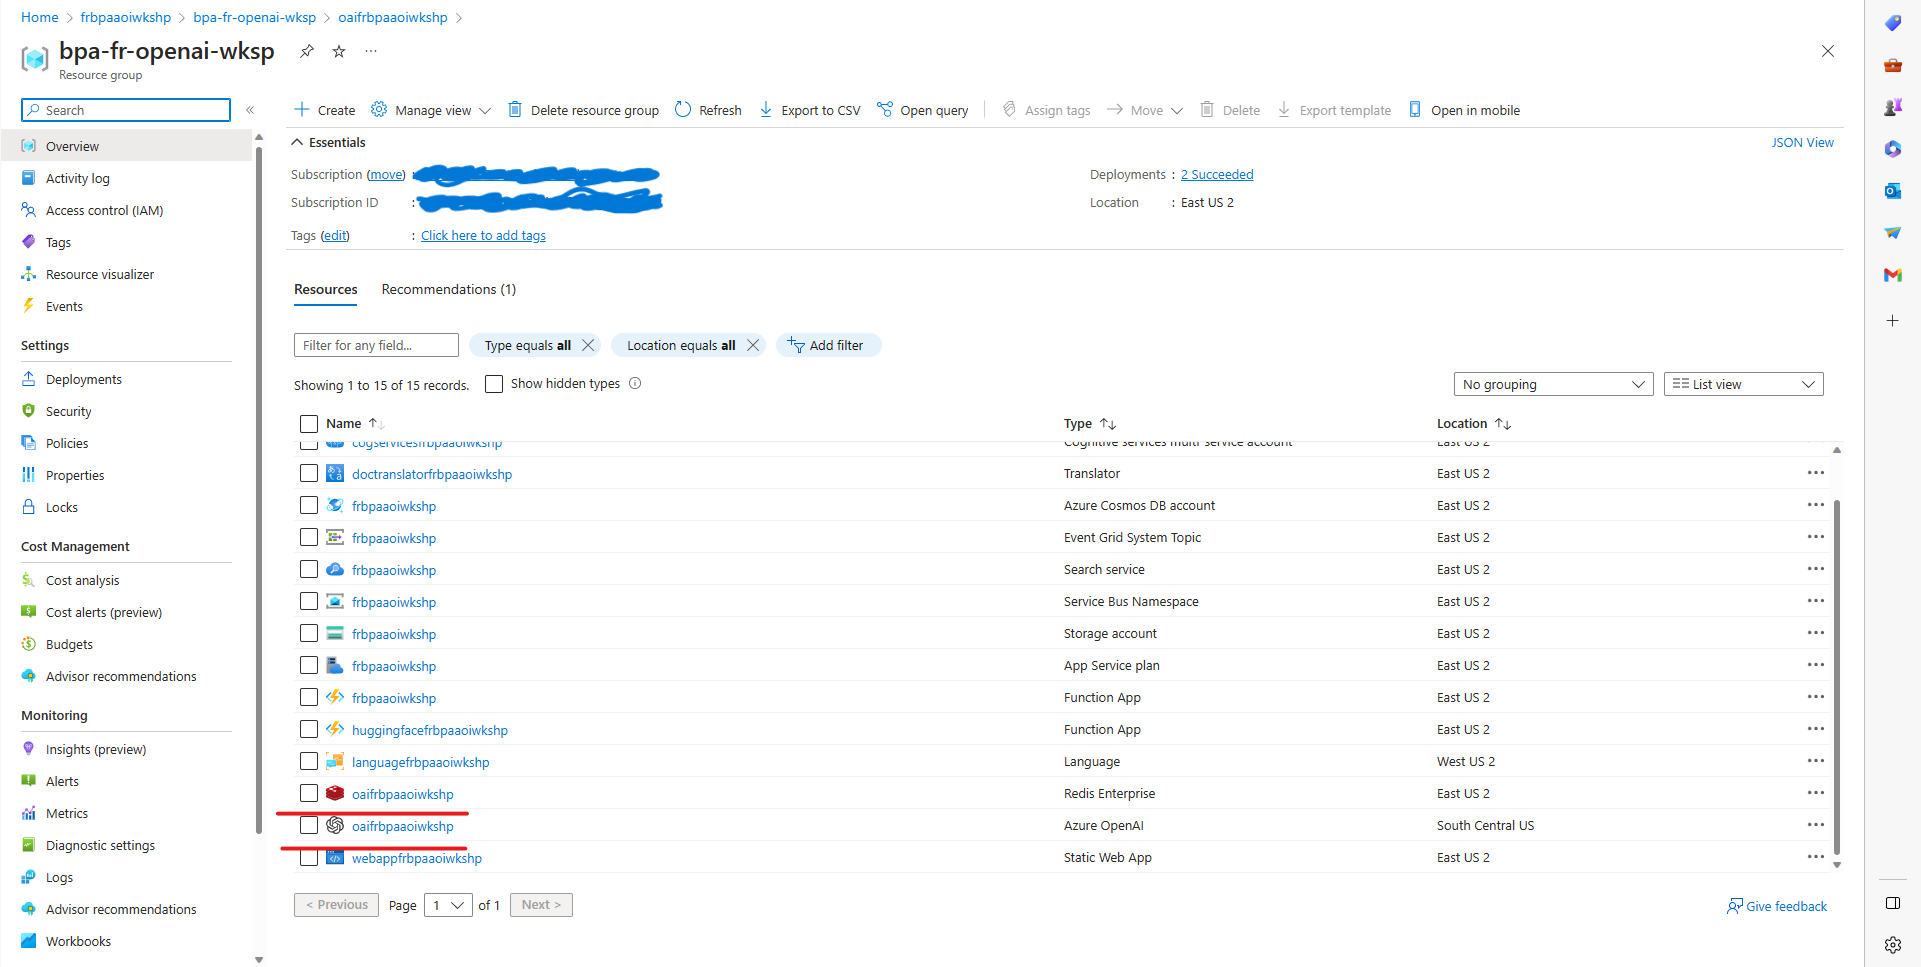 Home > frbpaaoiwkshp > bpa-fr-openai-wksp > oaifrbpaaoiwkshp >
bpa-fr-openai-wksp
Resource group
Search
Overview
Activity log
Access control (IAM)
Tags
Resource visualizer
Events
Settings
Deployments
Security
Policies
Properties
Locks
Cost Management
Cost analysis
Cost alerts (preview)
Budgets
Advisor recommendations
Monitoring
Insights (preview)
Alerts
Metrics
Diagnostic settings
Logs
Advisor recommendations
Workbooks
Create Manage view Delete resource group Refresh Export to CSV Open query Assign tags Move Delete Export template Open in mobile
Essentials JSON View
Subscription (move) : Deployments : 2 Succeeded
Subscription ID : Location : East US 2
Tags (edit) : Click here to add tags
Resources Recommendations (1)
Filter for any field... Type equals all Location equals all Add filter
Showing 1 to 15 of 15 records. Show hidden types No grouping List view
Name Type Location
cogservicesfrbpaaoiwkshp Cognitive services multi-service account East US 2
doctranslatorfrbpaaoiwkshp Translator East US 2
frbpaaoiwkshp Azure Cosmos DB account East US 2
frbpaaoiwkshp Event Grid System Topic East US 2
frbpaaoiwkshp Search service East US 2
frbpaaoiwkshp Service Bus Namespace East US 2
frbpaaoiwkshp Storage account East US 2
frbpaaoiwkshp App Service plan East US 2
frbpaaoiwkshp Function App East US 2
huggingfacefrbpaaoiwkshp Function App East US 2
languagefrbpaaoiwkshp Language West US 2
oaifrbpaaoiwkshp Redis Enterprise East US 2
oaifrbpaaoiwkshp Azure OpenAI South Central US
webappfrbpaaoiwkshp Static Web App East US 2
< Previous Page 1 of 1 Next >
Give feedback